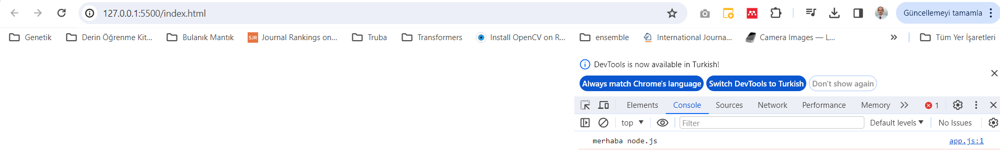 127.0.0.1:5500/index.html
Güncellemeyi tamamla
Genetik
Derin Öğrenme Kit...
Bulanık Mantık
SJR
Journal Rankings on...
Truba
Transformers
Install OpenCV on R...
ensemble
International Journa...
Camera Images — L...
Tüm Yer İşaretleri
DevTools is now available in Turkish!
Always match Chrome's language
Switch DevTools to Turkish
Don't show again
Elements
Console
Sources
Network
Performance
Memory
1
top
Filter
Default levels
No Issues
merhaba node.js
app.js:1